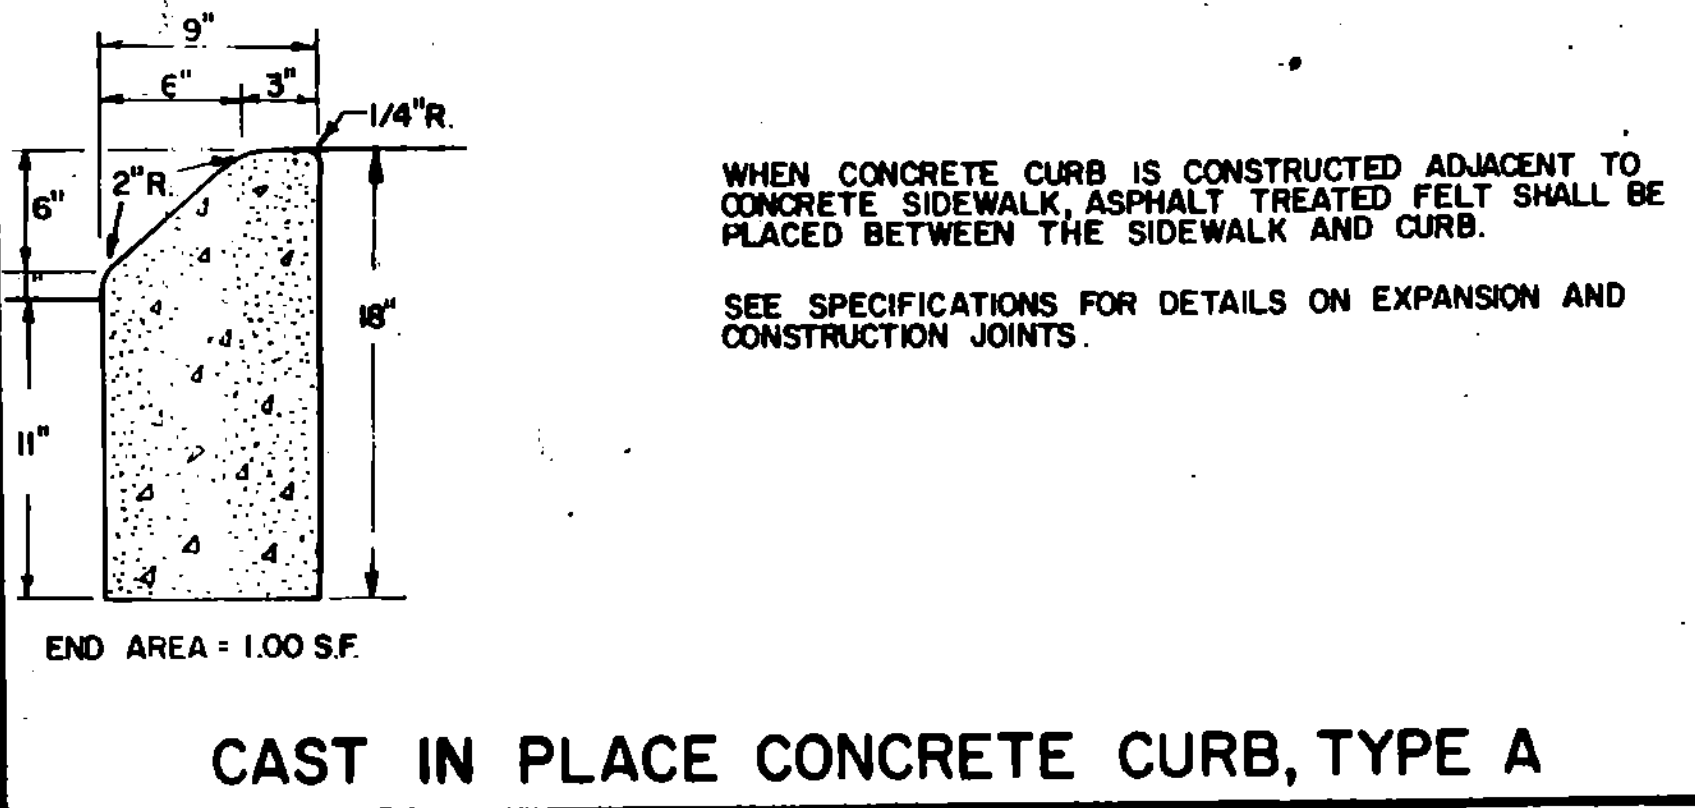 9"
6" 3"
1/4"R.
2"R.
6"
"
18"
11"
END AREA = 1.00 S.F.
WHEN CONCRETE CURB IS CONSTRUCTED ADJACENT TO
CONCRETE SIDEWALK, ASPHALT TREATED FELT SHALL BE
PLACED BETWEEN THE SIDEWALK AND CURB.
SEE SPECIFICATIONS FOR DETAILS ON EXPANSION AND
CONSTRUCTION JOINTS.
CAST IN PLACE CONCRETE CURB, TYPE A